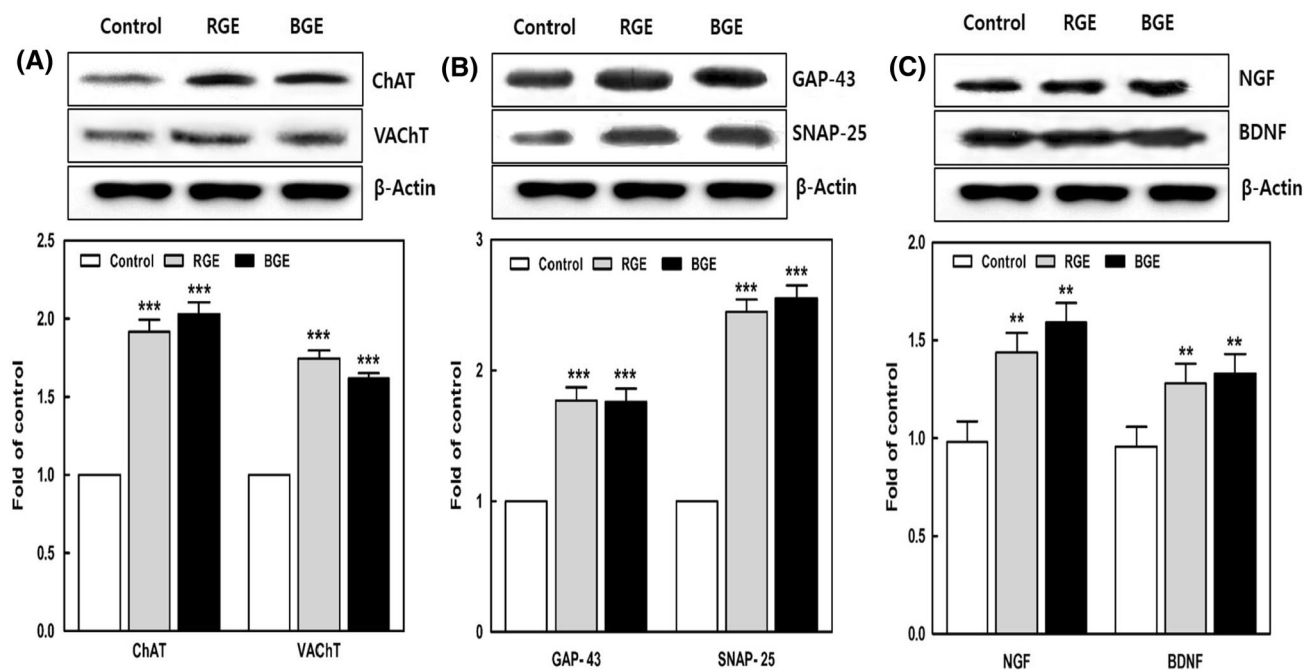 Control RGE BGE
(A)
ChAT
VAChT
β-Actin
2.5
2.0
1.5
1.0
0.5
0.0
Fold of control
Control RGE BGE
*** ***
*** ***
ChAT VAChT
Control RGE BGE
(B)
GAP-43
SNAP-25
β-Actin
3
2
1
0
Fold of control
Control RGE BGE
*** ***
*** ***
GAP-43 SNAP-25
Control RGE BGE
(C)
NGF
BDNF
β-Actin
2.0
1.5
1.0
0.5
0.0
Fold of control
Control RGE BGE
** **
** **
NGF BDNF